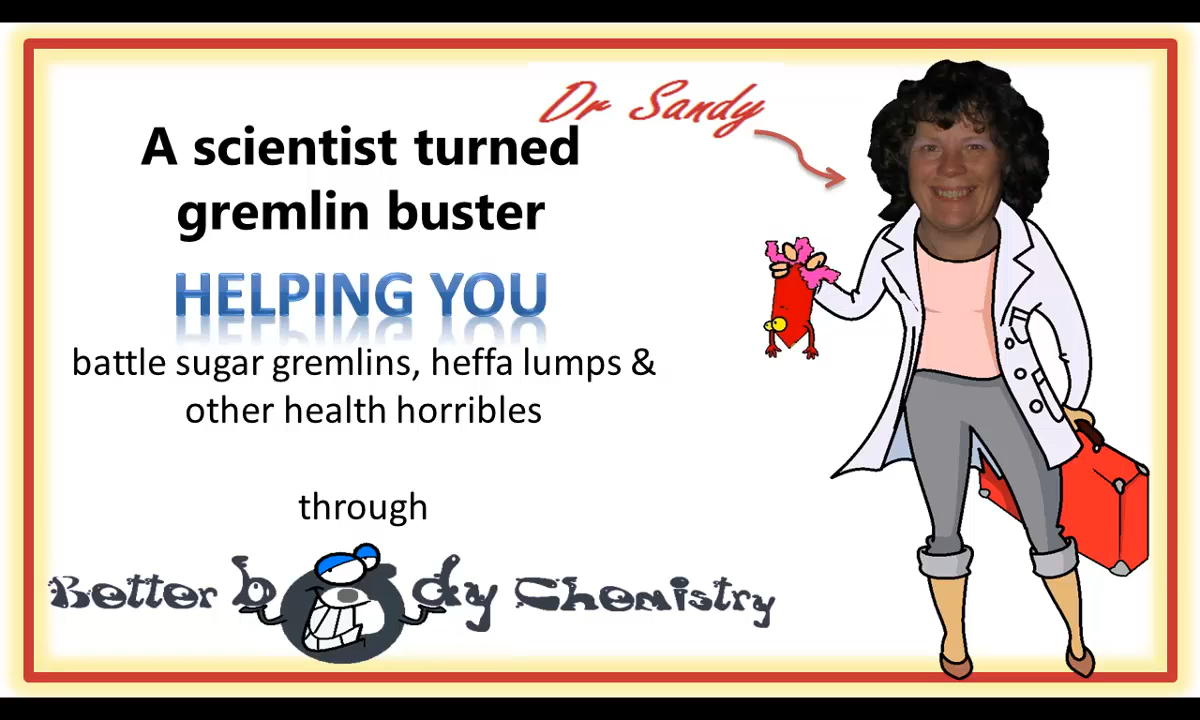 Dr Sandy
A scientist turned
gremlin buster
HELPING YOU
battle sugar gremlins, heffa lumps &
other health horribles
through
Better body Chemistry